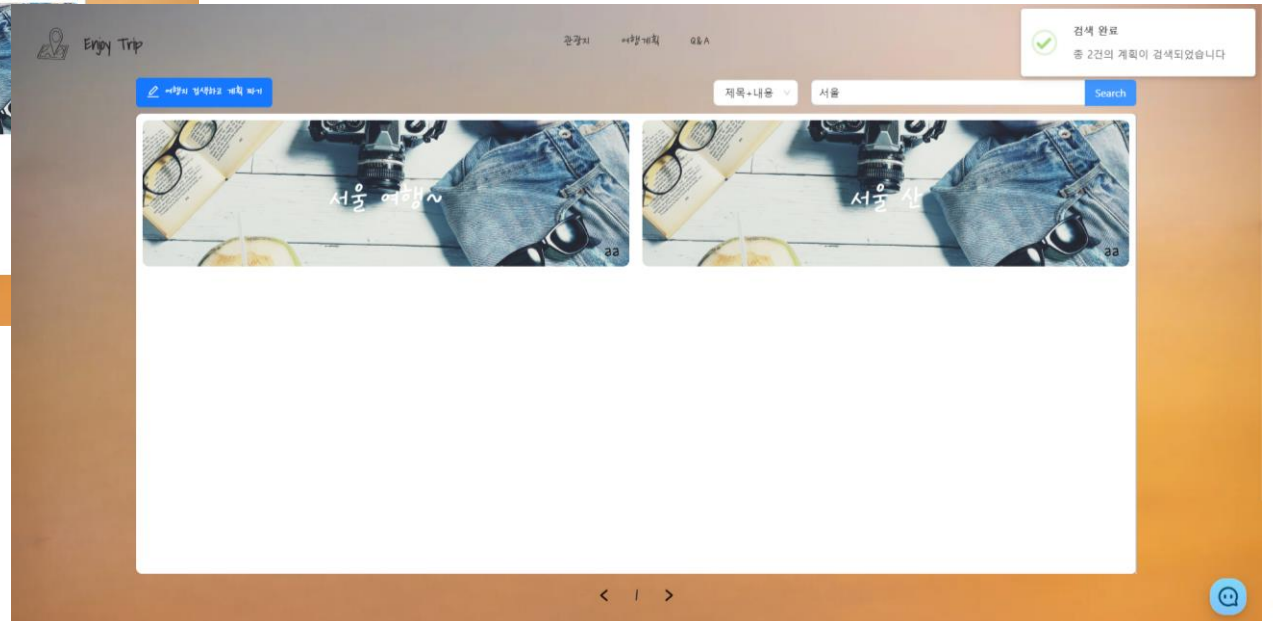 Enjoy Trip
관광지 여행계획 Q&A
검색 완료
총 2건의 계획이 검색되었습니다
여행지 검색하고 계획 짜기
제목+내용
서울
Search
서울 여행~
aa
서울 산
aa
< 1 >